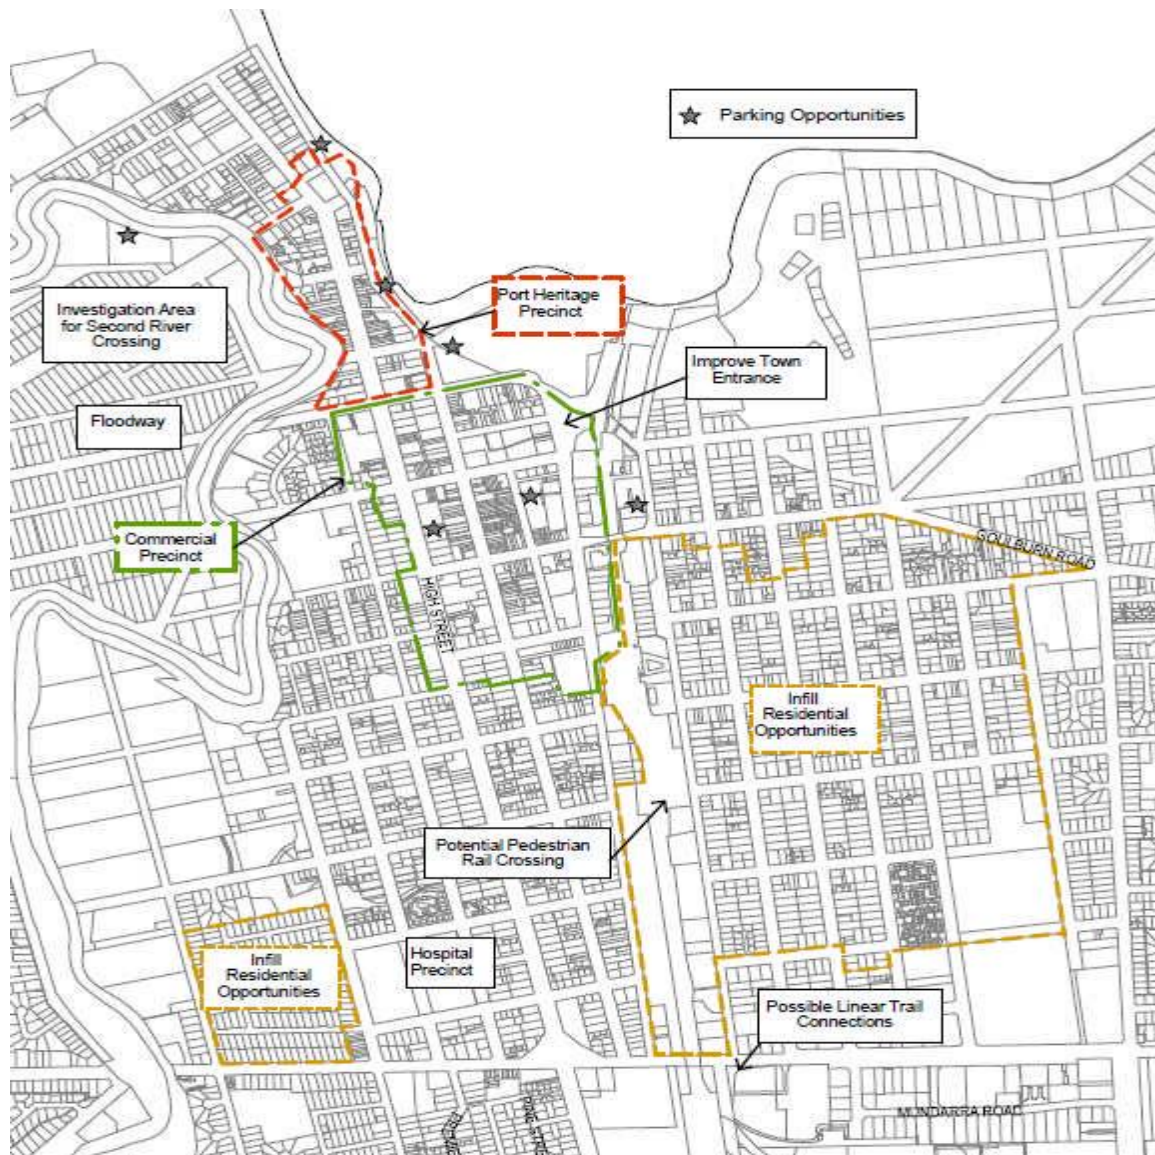 Parking Opportunities
Port Heritage
Precinct
Investigation Area
for Second River
Crossing
Improve Town
Entrance
Floodway
Commercial
Precinct
GOULBURN ROAD
HIGH STREET
Infill
Residential
Opportunities
Potential Pedestrian
Rail Crossing
Hospital
Precinct
Infill
Residential
Opportunities
Possible Linear Trail
Connections
MUNDARRA ROAD
PINE STREET